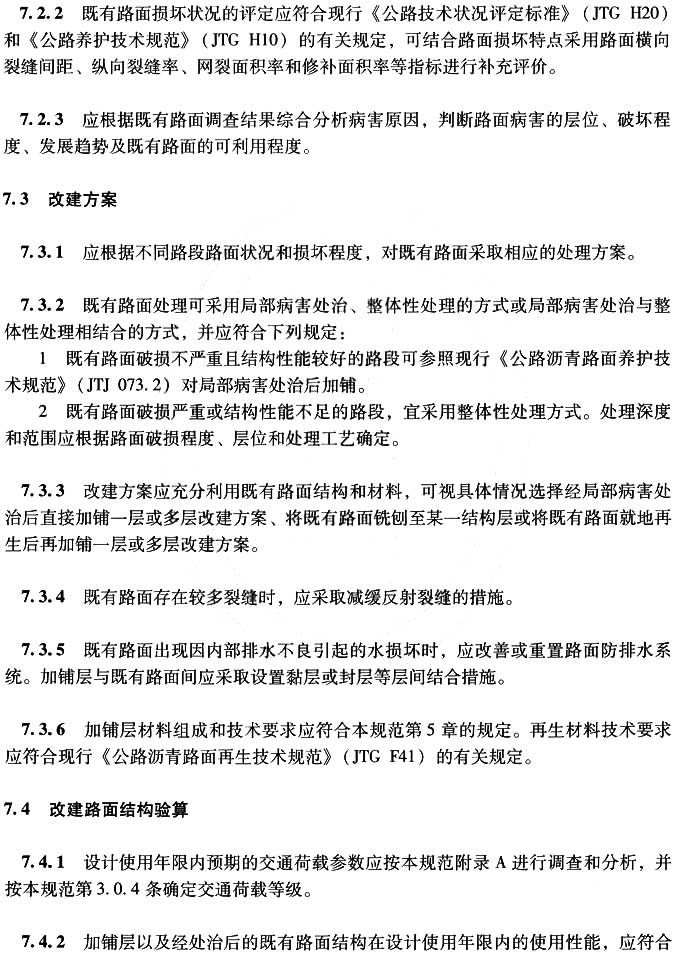 7.2.2 既有路面损坏状况的评定应符合现行《公路技术状况评定标准》(JTG H20)
和《公路养护技术规范》(JTG H10) 的有关规定，可结合路面损坏特点采用路面横向
裂缝间距、纵向裂缝率、网裂面积率和修补面积率等指标进行补充评价。
7.2.3 应根据既有路面调查结果综合分析病害原因，判断路面病害的层位、破坏程
度、发展趋势及既有路面的可利用程度。
7.3 改建方案
7.3.1 应根据不同路段路面状况和损坏程度，对既有路面采取相应的处理方案。
7.3.2 既有路面处理可采用局部病害处治、整体性处理的方式或局部病害处治与整
体性处理相结合的方式，并应符合下列规定：
1 既有路面破损不严重且结构性能较好的路段可参照现行《公路沥青路面养护技
术规范》(JTJ 073.2) 对局部病害处治后加铺。
2 既有路面破损严重或结构性能不足的路段，宜采用整体性处理方式。处理深度
和范围应根据路面破损程度、层位和处理工艺确定。
7.3.3 改建方案应充分利用既有路面结构和材料，可视具体情况选择经局部病害处
治后直接加铺一层或多层改建方案、将既有路面铣刨至某一结构层或将既有路面就地再
生后再加铺一层或多层改建方案。
7.3.4 既有路面存在较多裂缝时，应采取减缓反射裂缝的措施。
7.3.5 既有路面出现因内部排水不良引起的水损坏时，应改善或重置路面防排水系
统。加铺层与既有路面间应采取设置黏层或封层等层间结合措施。
7.3.6 加铺层材料组成和技术要求应符合本规范第5章的规定。再生材料技术要求
应符合现行《公路沥青路面再生技术规范》(JTG F41) 的有关规定。
7.4 改建路面结构验算
7.4.1 设计使用年限内预期的交通荷载参数应按本规范附录 A 进行调查和分析，并
按本规范第3.0.4条确定交通荷载等级。
7.4.2 加铺层以及经处治后的既有路面结构在设计使用年限内的使用性能，应符合